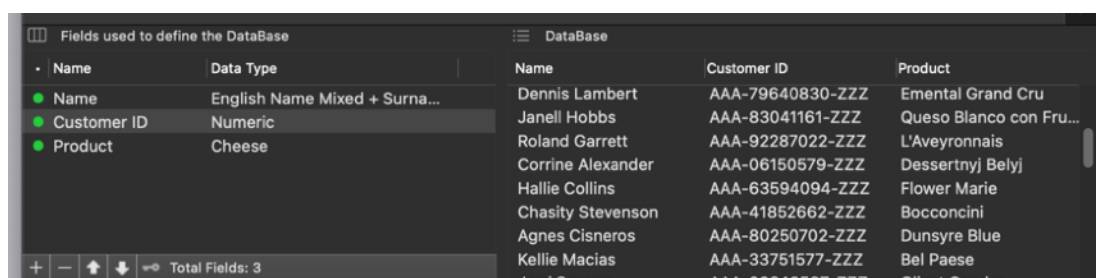 Fields used to define the DataBase
Name Data Type
Name English Name Mixed + Surna...
Customer ID Numeric
Product Cheese
Total Fields: 3
DataBase
Name Customer ID Product
Dennis Lambert AAA-79640830-ZZZ Emental Grand Cru
Janell Hobbs AAA-83041161-ZZZ Queso Blanco con Fru...
Roland Garrett AAA-92287022-ZZZ L'Aveyronnais
Corrine Alexander AAA-06150579-ZZZ Dessertnyj Belyj
Hallie Collins AAA-63594094-ZZZ Flower Marie
Chasity Stevenson AAA-41852662-ZZZ Bocconcini
Agnes Cisneros AAA-80250702-ZZZ Dunsyre Blue
Kellie Macias AAA-33751577-ZZZ Bel Paese